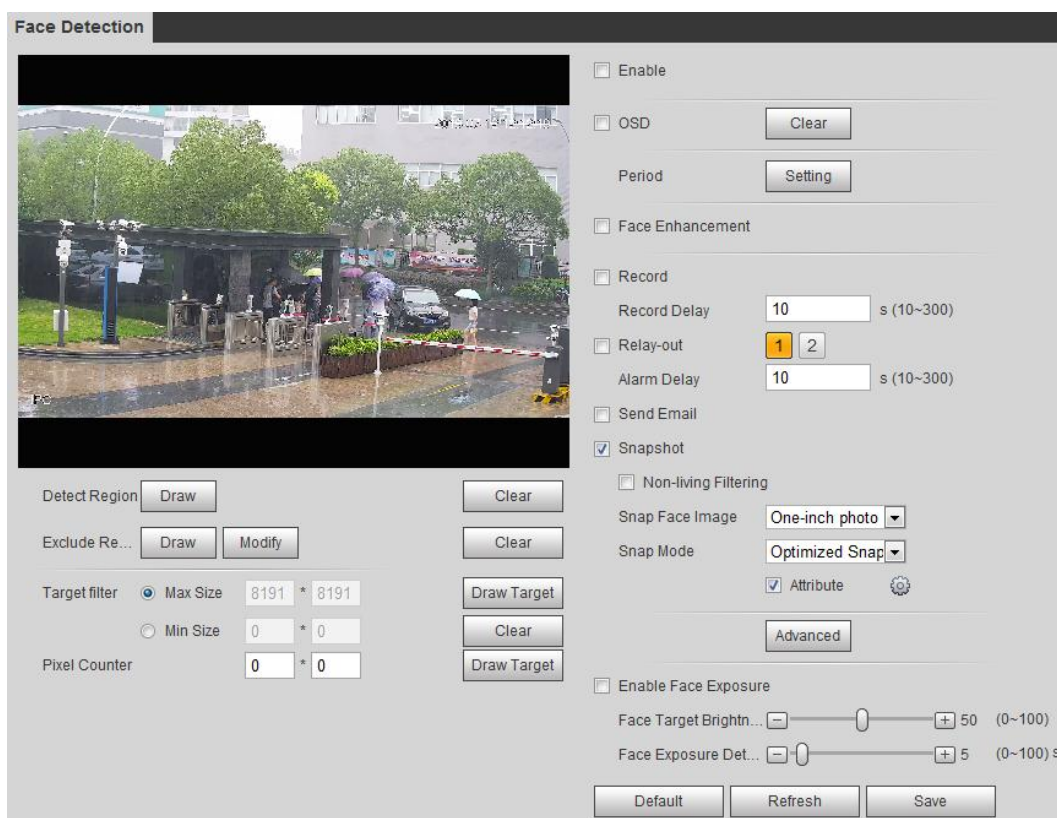 Face Detection
Enable
OSD Clear
Period Setting
Face Enhancement
Record
Record Delay 10 s (10~300)
Relay-out 1 2
Alarm Delay 10 s (10~300)
Send Email
Snapshot
Non-living Filtering
Snap Face Image One-inch photo
Snap Mode Optimized Snap
Attribute
Advanced
Enable Face Exposure
Face Target Brightn... 50 (0~100)
Face Exposure Det... 5 (0~100) s
Default Refresh Save
Detect Region Draw Clear
Exclude Re... Draw Modify Clear
Target filter Max Size 8191 * 8191 Draw Target
Min Size 0 * 0 Clear
Pixel Counter 0 * 0 Draw Target